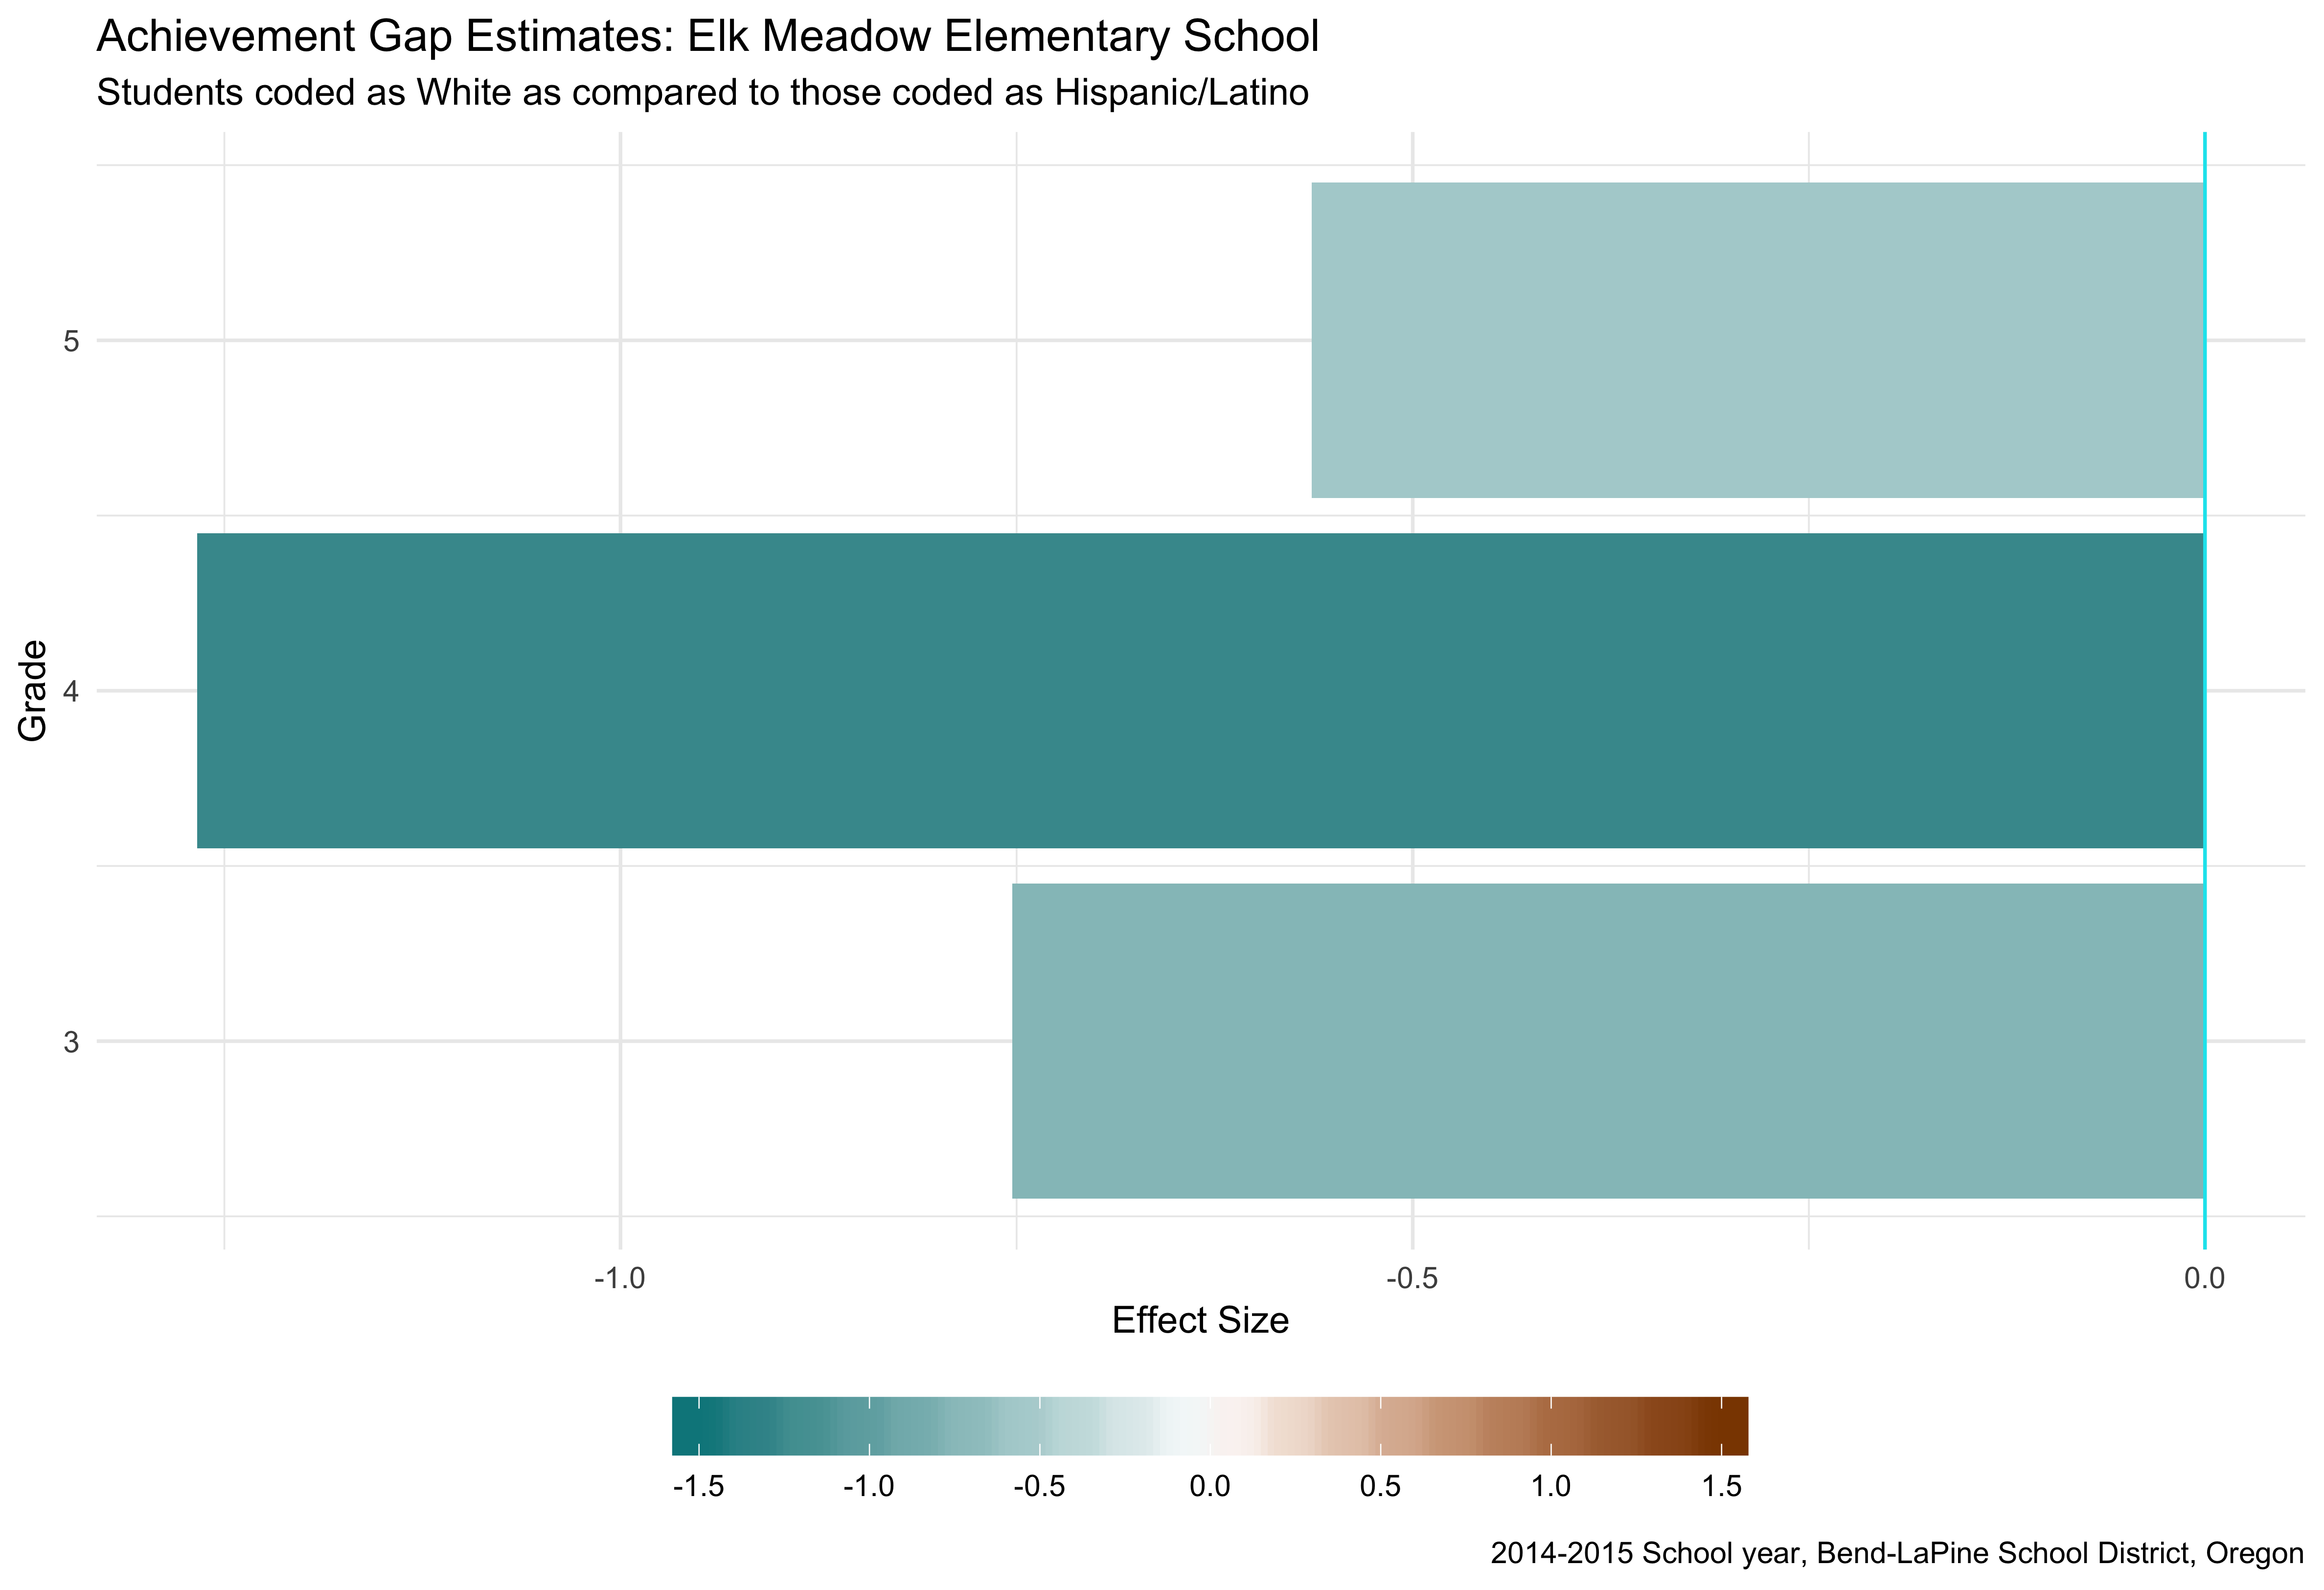 Achievement Gap Estimates: Elk Meadow Elementary School
Students coded as White as compared to those coded as Hispanic/Latino
5
4
3
Grade
-1.0 -0.5 0.0
Effect Size
-1.5 -1.0 -0.5 0.0 0.5 1.0 1.5
2014-2015 School year, Bend-LaPine School District, Oregon